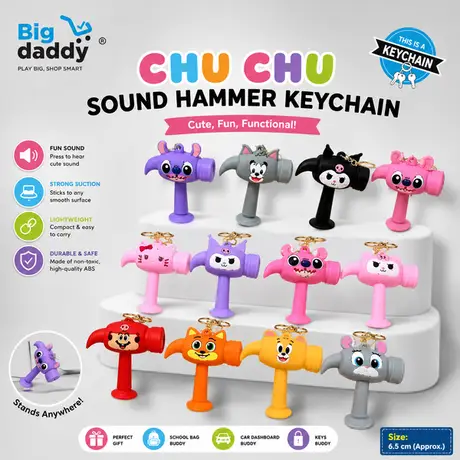 Big
daddy®
PLAY BIG, SHOP SMART
THIS IS A
KEYCHAIN
CHU CHU
SOUND HAMMER KEYCHAIN
Cute, Fun, Functional!
FUN SOUND
Press to hear
cute sound
STRONG SUCTION
Sticks to any
smooth surface
LIGHTWEIGHT
Compact & easy
to carry
DURABLE & SAFE
Made of non-toxic,
high-quality ABS
Stands Anywhere!
PERFECT
GIFT
SCHOOL BAG
BUDDY
CAR DASHBOARD
BUDDY
KEYS
BUDDY
Size:
6.5 cm (Approx.)